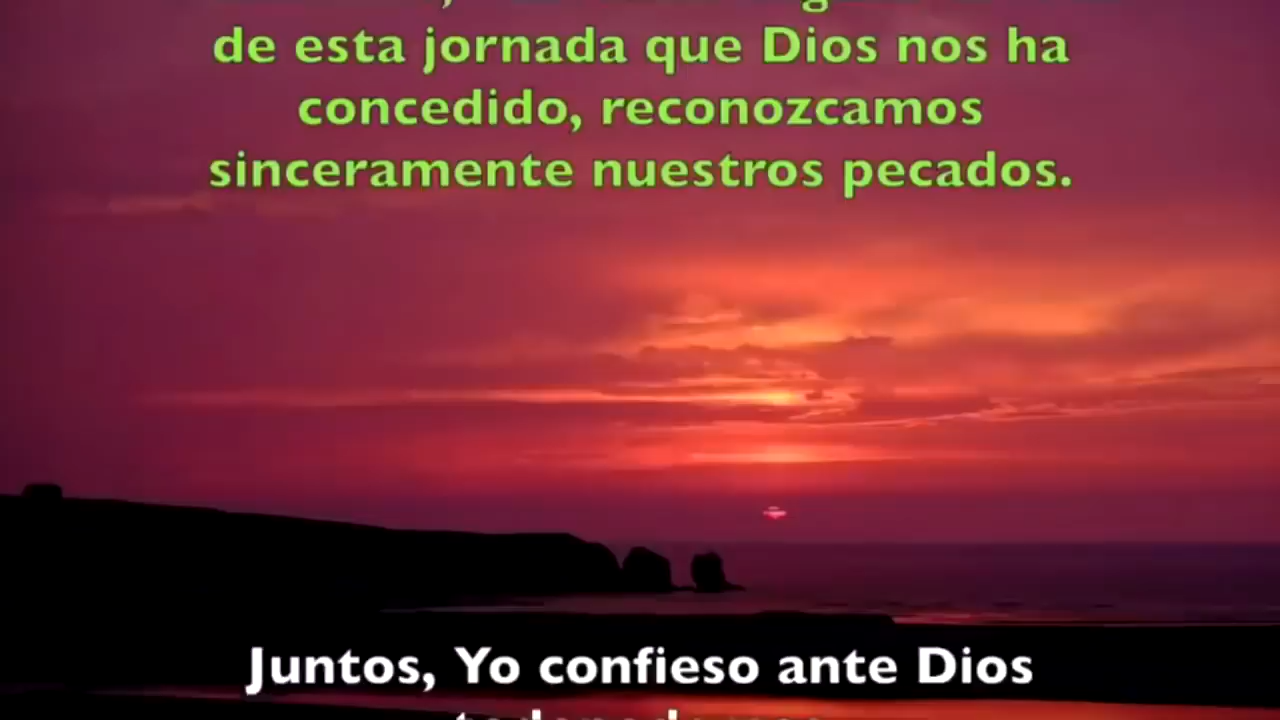 de esta jornada que Dios nos ha
concedido, reconozcamos
sinceramente nuestros pecados.
Juntos, Yo confieso ante Dios